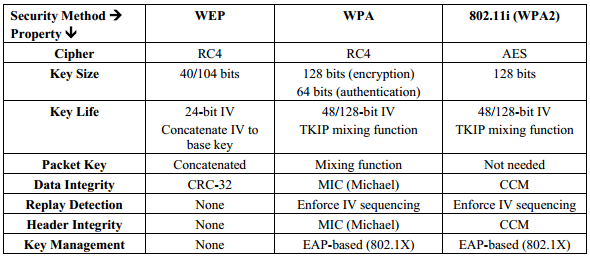 Security Method → WEP WPA 802.11i (WPA2)
Property ↓
Cipher RC4 RC4 AES
Key Size 40/104 bits 128 bits (encryption) 128 bits
64 bits (authentication)
Key Life 24-bit IV 48/128-bit IV 48/128-bit IV
Concatenate IV to TKIP mixing function TKIP mixing function
base key
Packet Key Concatenated Mixing function Not needed
Data Integrity CRC-32 MIC (Michael) CCM
Replay Detection None Enforce IV sequencing Enforce IV sequencing
Header Integrity None MIC (Michael) CCM
Key Management None EAP-based (802.1X) EAP-based (802.1X)